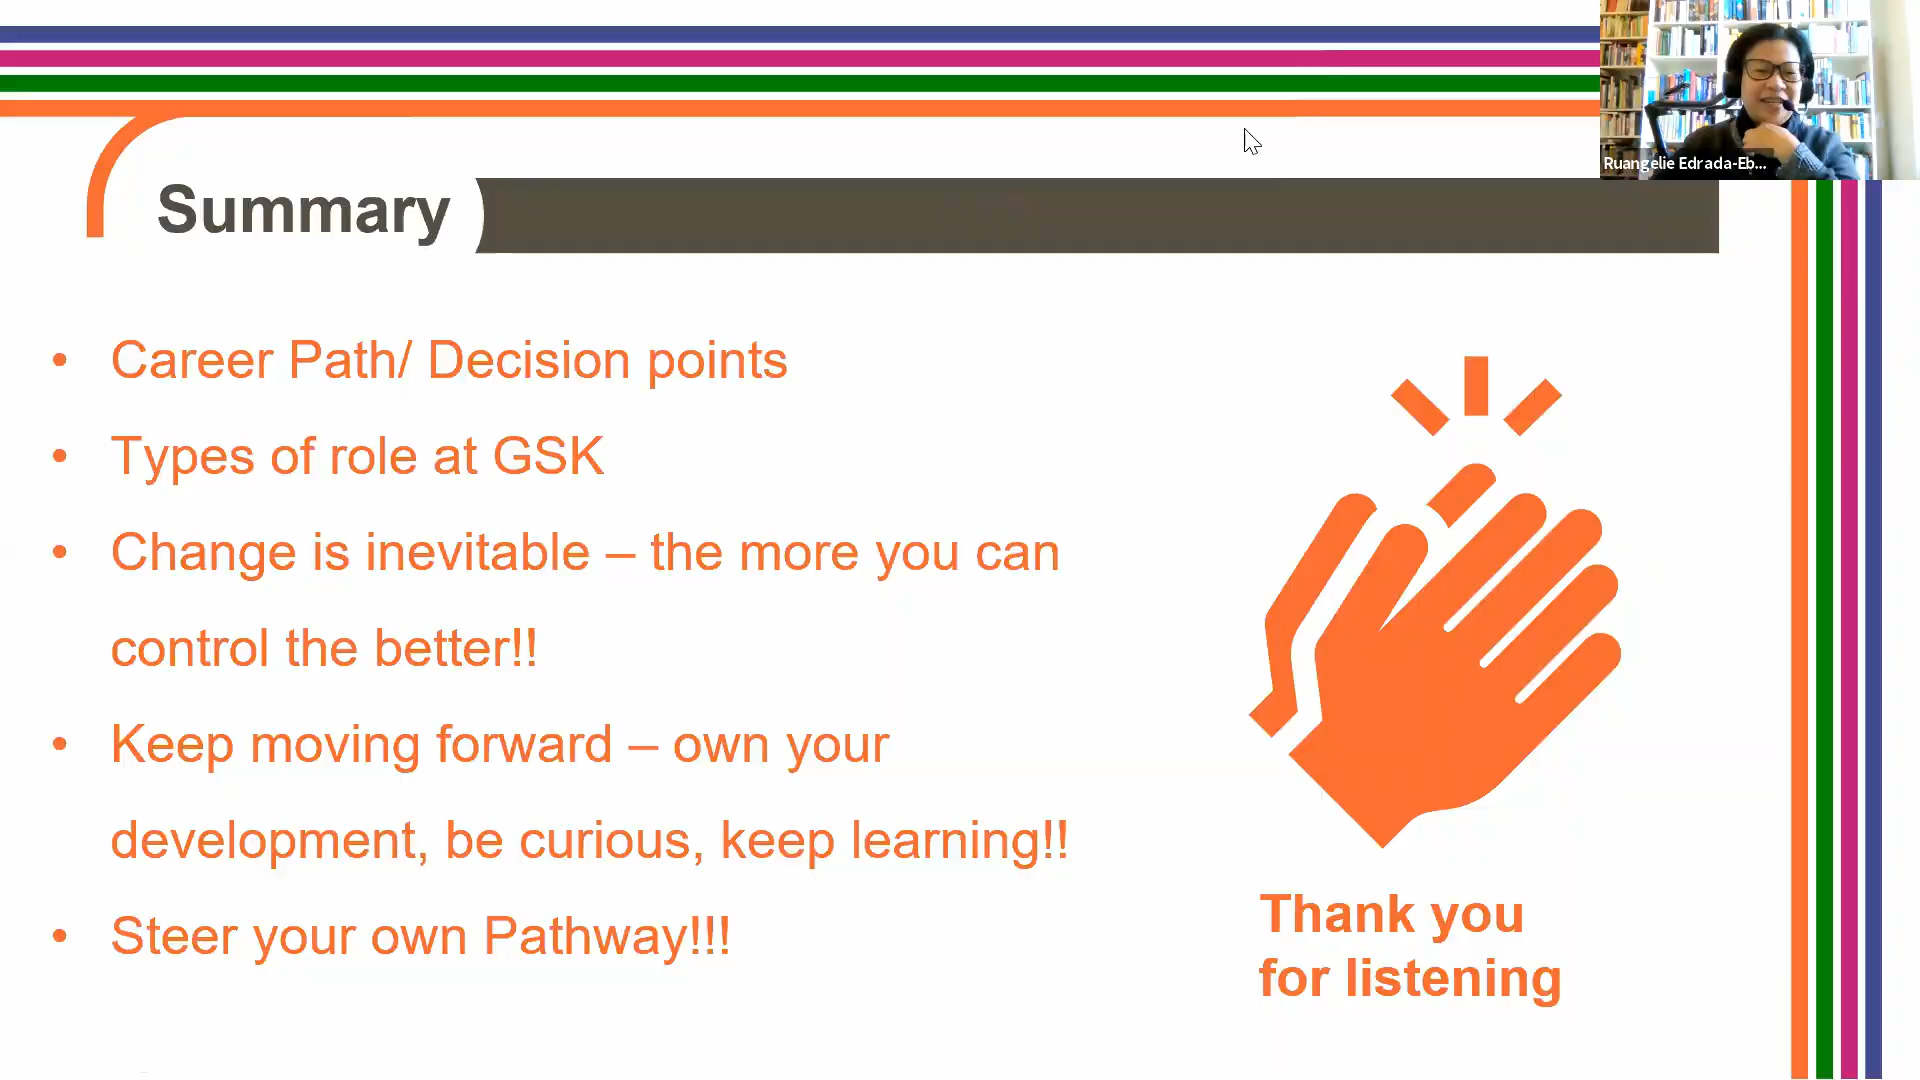 Ruangelie Edrada-Eb...
Summary
• Career Path/ Decision points
• Types of role at GSK
• Change is inevitable – the more you can
control the better!!
• Keep moving forward – own your
development, be curious, keep learning!!
• Steer your own Pathway!!!
Thank you
for listening